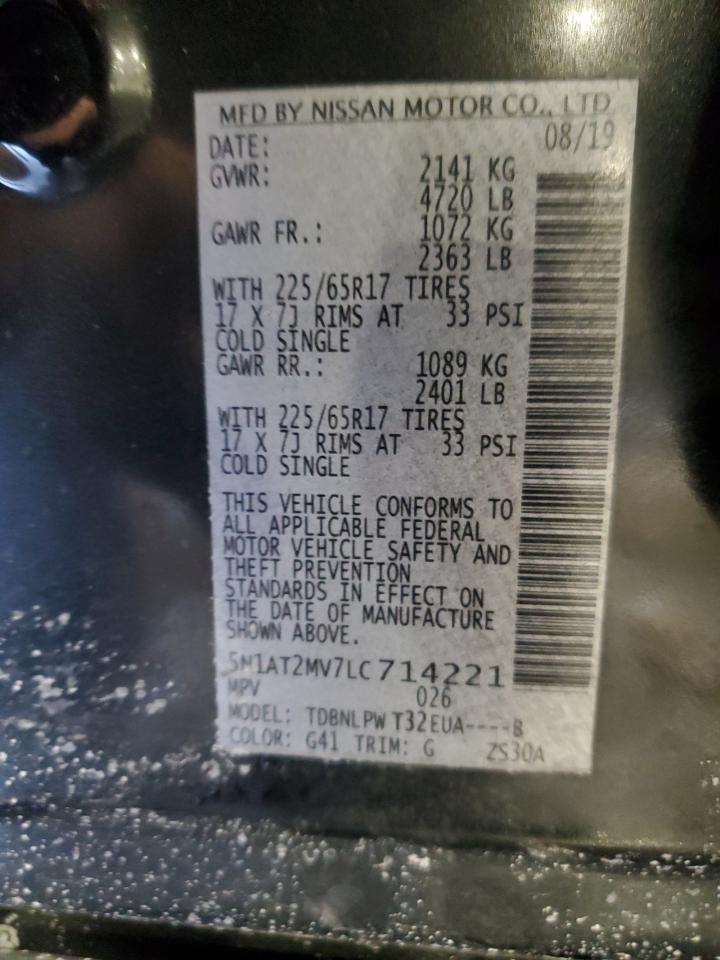 MFD BY NISSAN MOTOR CO., LTD
DATE: 08/19
GVWR: 2141 KG
4720 LB
GAWR FR.: 1072 KG
2363 LB
WITH 225/65R17 TIRES
17 X 7J RIMS AT 33 PSI
COLD SINGLE
GAWR RR.: 1089 KG
2401 LB
WITH 225/65R17 TIRES
17 X 7J RIMS AT 33 PSI
COLD SINGLE
THIS VEHICLE CONFORMS TO
ALL APPLICABLE FEDERAL
MOTOR VEHICLE SAFETY AND
THEFT PREVENTION
STANDARDS IN EFFECT ON
THE DATE OF MANUFACTURE
SHOWN ABOVE.
5N1AT2MV7LC714221
MPV 026
MODEL: TDBNLPW T32EUA----B
COLOR: G41 TRIM: G ZS30A